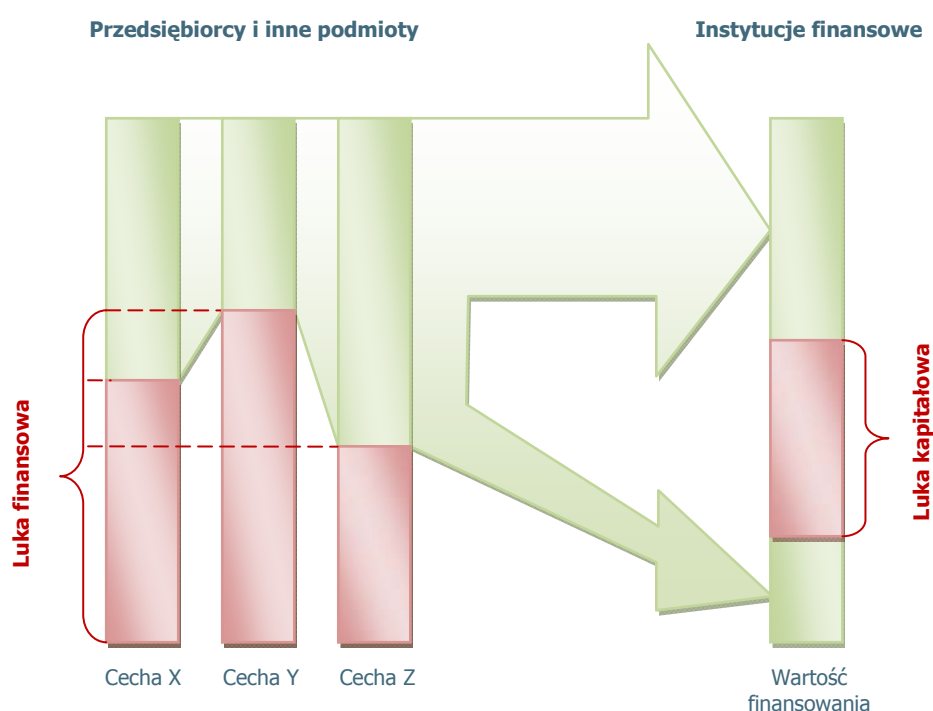 Przedsiębiorcy i inne podmioty
Instytucje finansowe
Luka finansowa
Luka kapitałowa
Cecha X
Cecha Y
Cecha Z
Wartość
finansowania